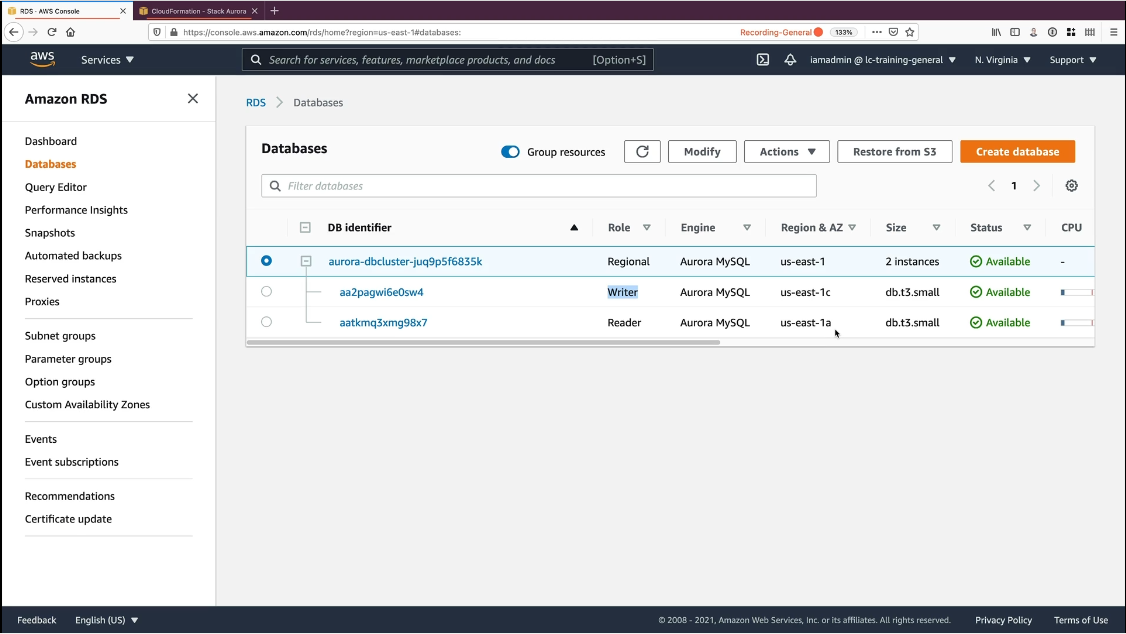 RDS - AWS Console
CloudFormation - Stack Aurora
https://console.aws.amazon.com/rds/home?region=us-east-1#databases:
Recording-General
133%
aws
Services
Search for services, features, marketplace products, and docs
[Option+S]
iamadmin @ lc-training-general
N. Virginia
Support
Amazon RDS
Dashboard
Databases
Query Editor
Performance Insights
Snapshots
Automated backups
Reserved instances
Proxies
Subnet groups
Parameter groups
Option groups
Custom Availability Zones
Events
Event subscriptions
Recommendations
Certificate update
RDS > Databases
Databases
Group resources
Modify
Actions
Restore from S3
Create database
Filter databases
1
DB identifier Role Engine Region & AZ Size Status CPU
aurora-dbcluster-juq9p5f6835k Regional Aurora MySQL us-east-1 2 instances Available -
aa2pagwi6e0sw4 Writer Aurora MySQL us-east-1c db.t3.small Available
aatkmq3xmg98x7 Reader Aurora MySQL us-east-1a db.t3.small Available
Feedback
English (US)
© 2008 - 2021, Amazon Web Services, Inc. or its affiliates. All rights reserved.
Privacy Policy
Terms of Use